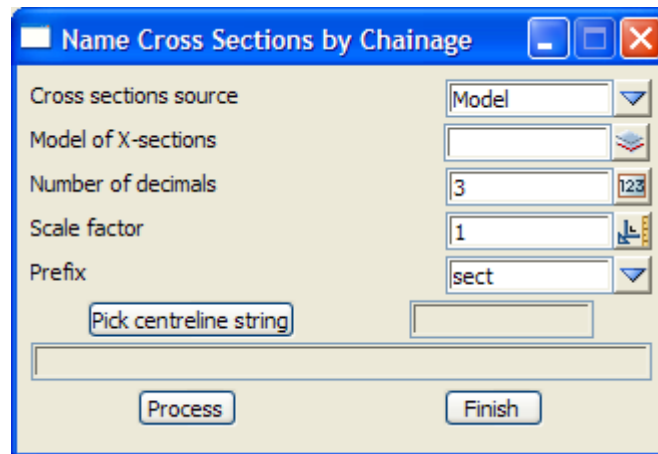 Name Cross Sections by Chainage
Cross sections source Model
Model of X-sections
Number of decimals 3 123
Scale factor 1
Prefix sect
Pick centreline string
Process Finish